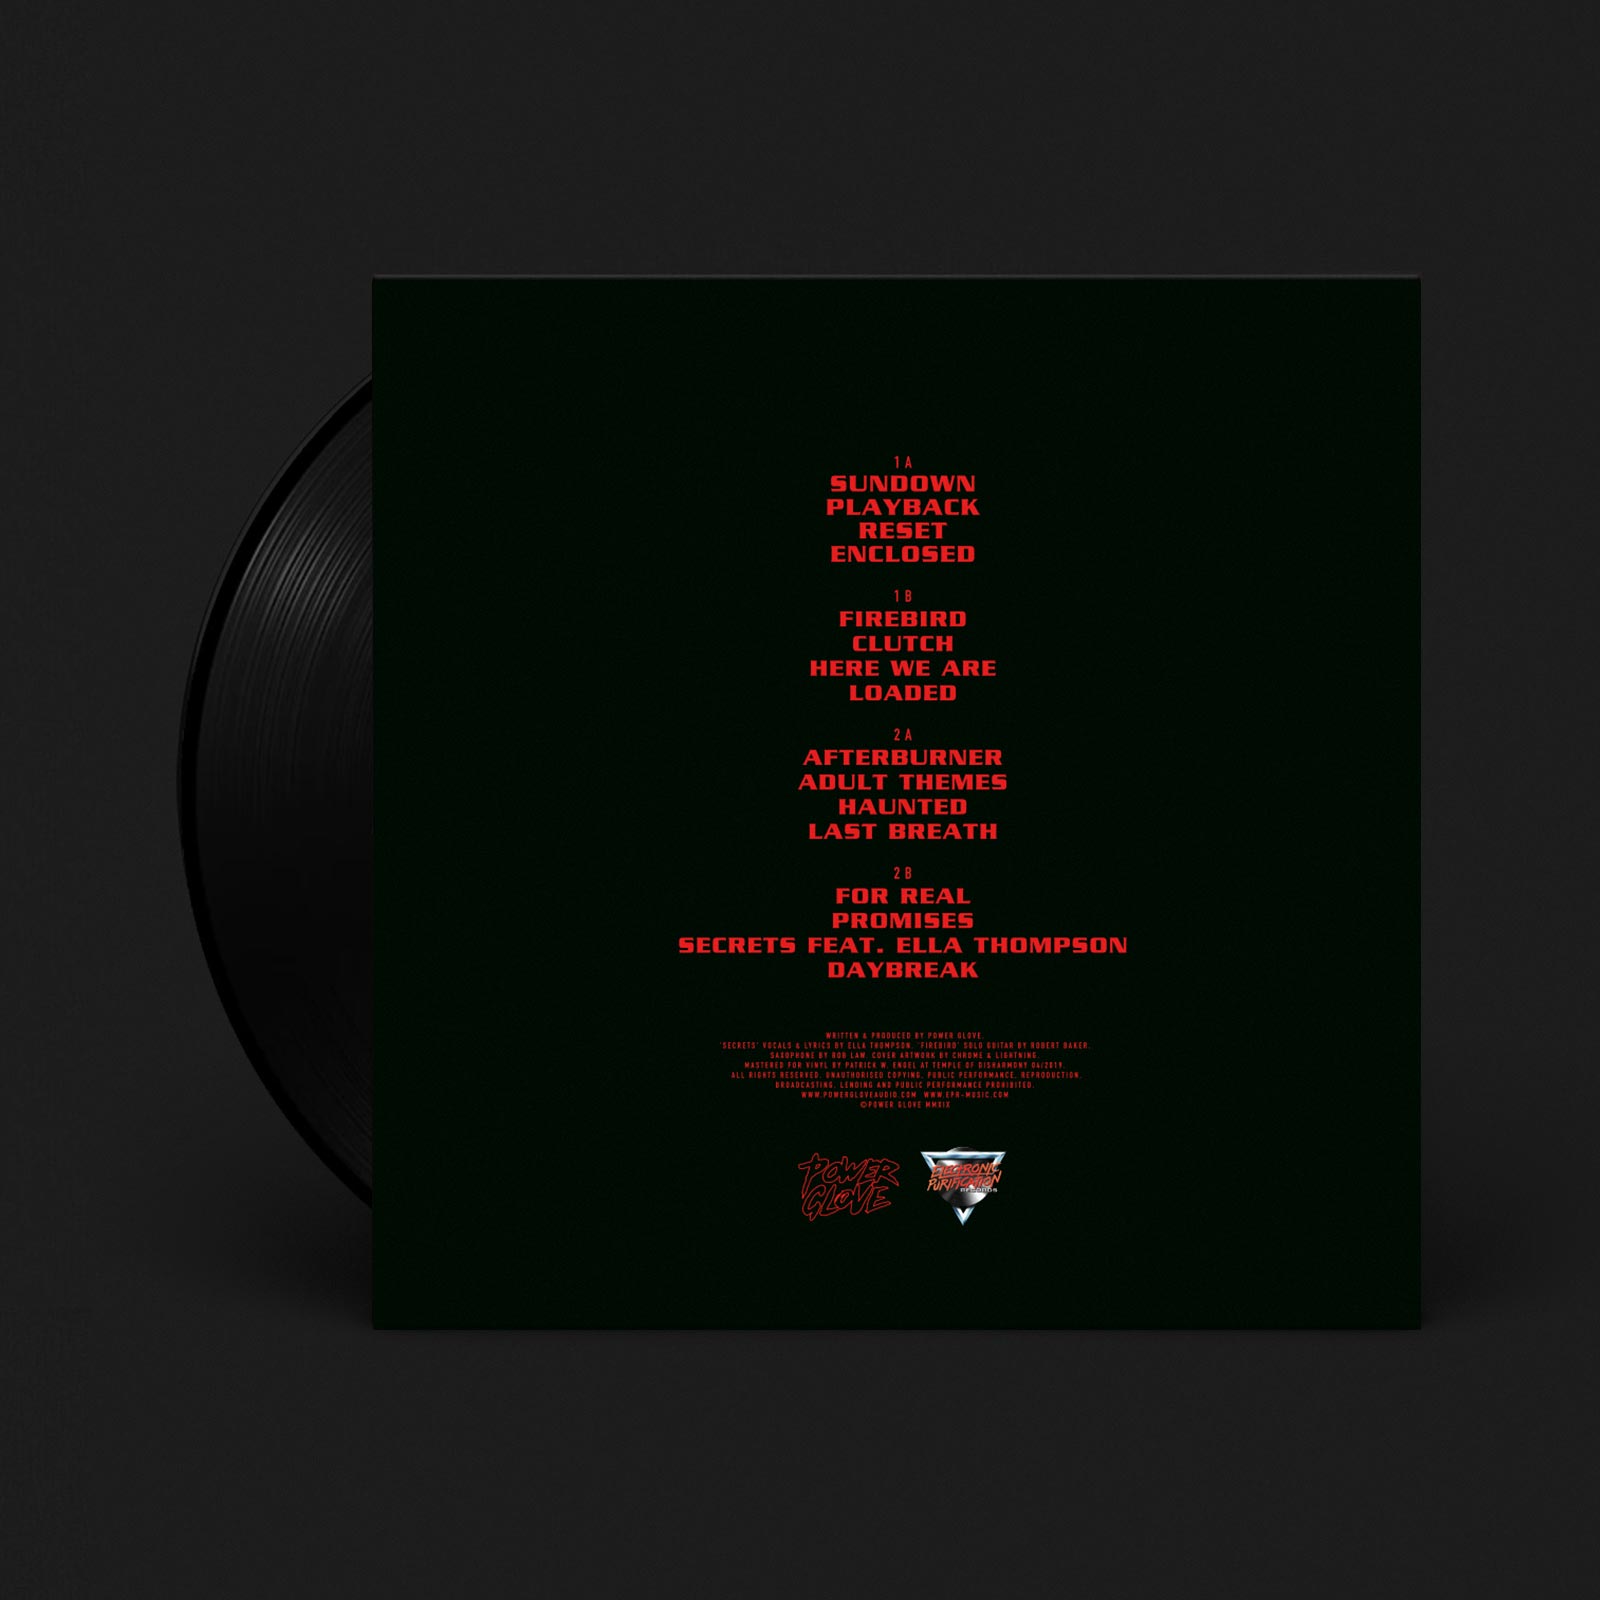 1A
SUNDOWN
PLAYBACK
RESET
ENCLOSED
1B
FIREBIRD
CLUTCH
HERE WE ARE
LOADED
2A
AFTERBURNER
ADULT THEMES
HAUNTED
LAST BREATH
2B
FOR REAL
PROMISES
SECRETS FEAT. ELLA THOMPSON
DAYBREAK
WRITTEN & PRODUCED BY POWER GLOVE.
'SECRETS' VOCALS & LYRICS BY ELLA THOMPSON. 'FIREBIRD' SOLO GUITAR BY ROBERT BAKER.
SAXOPHONE BY ROB LAW. COVER ARTWORK BY CHROME & LIGHTNING.
MASTERED FOR VINYL BY PATRICK W. ENGEL AT TEMPLE OF DISHARMONY 04/2019.
ALL RIGHTS RESERVED. UNAUTHORISED COPYING, PUBLIC PERFORMANCE, REPRODUCTION,
BROADCASTING, LENDING AND PUBLIC PERFORMANCE PROHIBITED.
WWW.POWERGLOVEAUDIO.COM WWW.EPR-MUSIC.COM
©POWER GLOVE MMXIX
POWER
GLOVE
ELECTRONIC
PURIFICATION
RECORDS